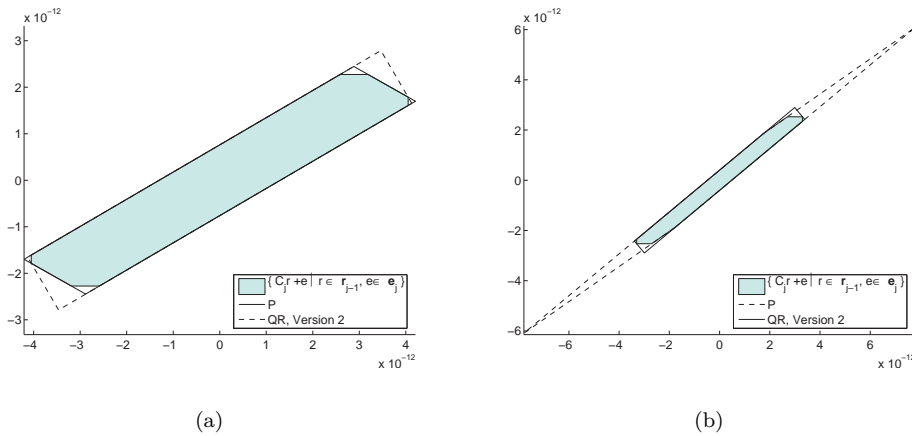 x 10⁻¹²
3
2
1
0
−1
−2
−3
−4 −3 −2 −1 0 1 2 3 4
x 10⁻¹²
{ C_j r+e | r ∈ r_{j−1}, e∈ e_j }
P
QR, Version 2
(a)
x 10⁻¹²
6
4
2
0
−2
−4
−6
−6 −4 −2 0 2 4 6
x 10⁻¹²
{ C_j r+e | r ∈ r_{j−1}, e∈ e_j }
P
QR, Version 2
(b)